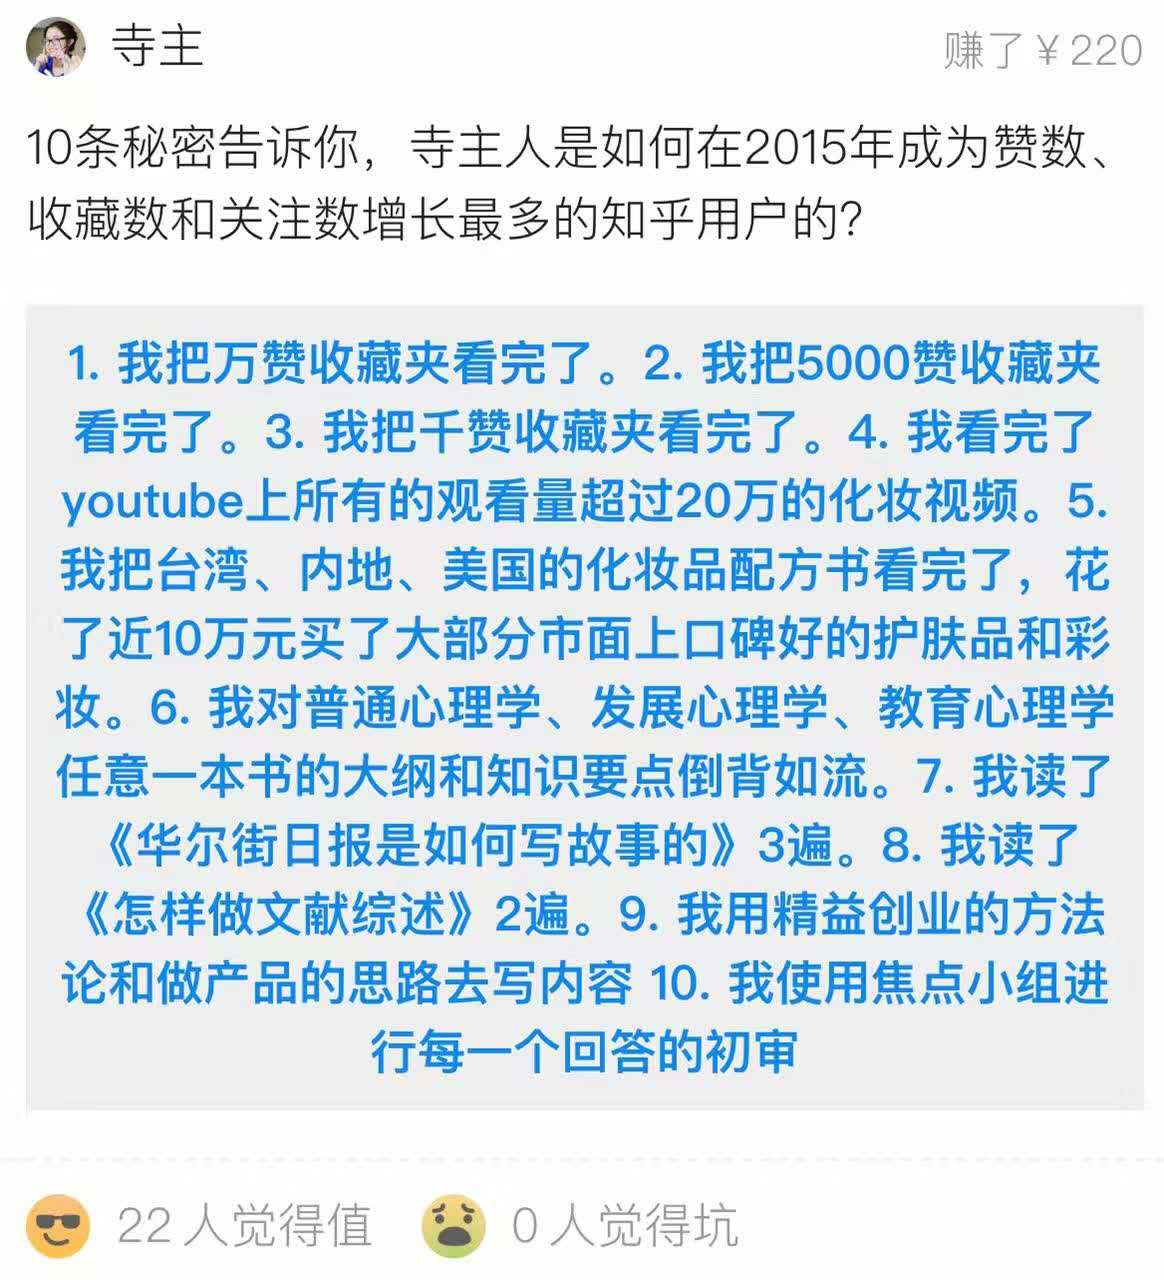 寺主
赚了￥220
10条秘密告诉你，寺主人是如何在2015年成为赞数、
收藏数和关注数增长最多的知乎用户的？
1. 我把万赞收藏夹看完了。2. 我把5000赞收藏夹
看完了。3. 我把千赞收藏夹看完了。4. 我看完了
youtube上所有的观看量超过20万的化妆视频。5.
我把台湾、内地、美国的化妆品配方书看完了，花
了近10万元买了大部分市面上口碑好的护肤品和彩
妆。6. 我对普通心理学、发展心理学、教育心理学
任意一本书的大纲和知识要点倒背如流。7. 我读了
《华尔街日报是如何写故事的》3遍。8. 我读了
《怎样做文献综述》2遍。9. 我用精益创业的方法
论和做产品的思路去写内容 10. 我使用焦点小组进
行每一个回答的初审
22 人觉得值
0 人觉得坑